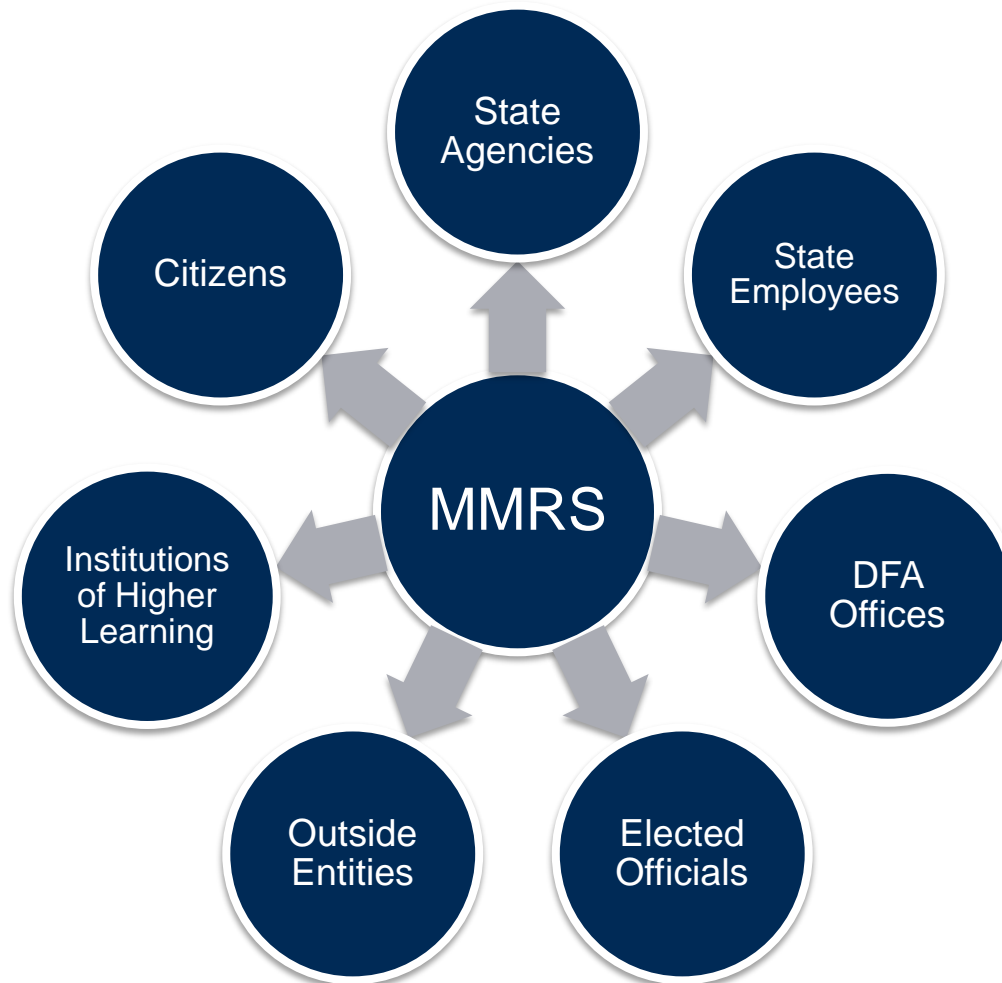 State
Agencies
State
Employees
Citizens
MMRS
Institutions
of Higher
Learning
DFA
Offices
Outside
Entities
Elected
Officials